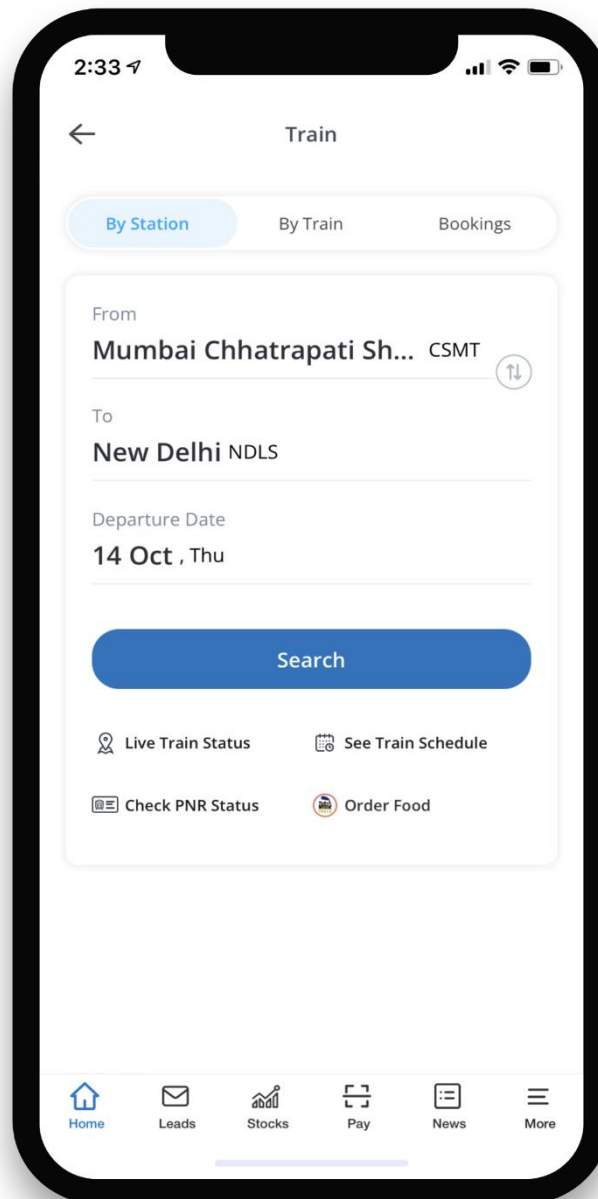 2:33
Train
By Station By Train Bookings
From
Mumbai Chhatrapati Sh... CSMT
To
New Delhi NDLS
Departure Date
14 Oct , Thu
Search
Live Train Status See Train Schedule
Check PNR Status Order Food
Home Leads Stocks Pay News More